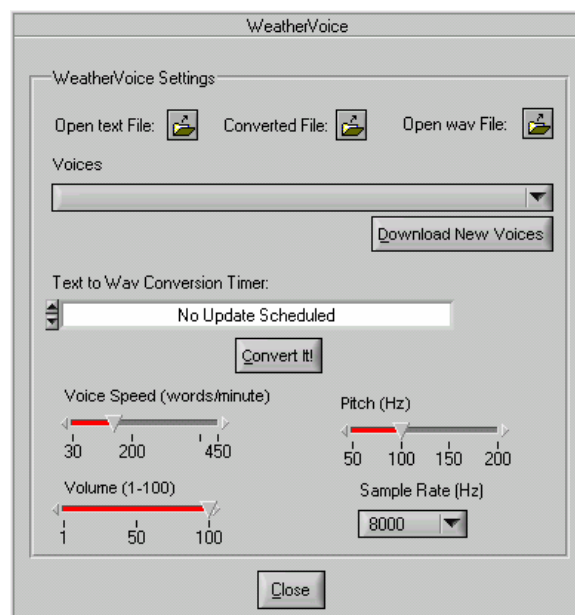 WeatherVoice
WeatherVoice Settings
Open text File: Converted File: Open wav File:
Voices
Download New Voices
Text to Wav Conversion Timer:
No Update Scheduled
Convert It!
Voice Speed (words/minute)
30 200 450
Pitch (Hz)
50 100 150 200
Volume (1-100)
1 50 100
Sample Rate (Hz)
8000
Close